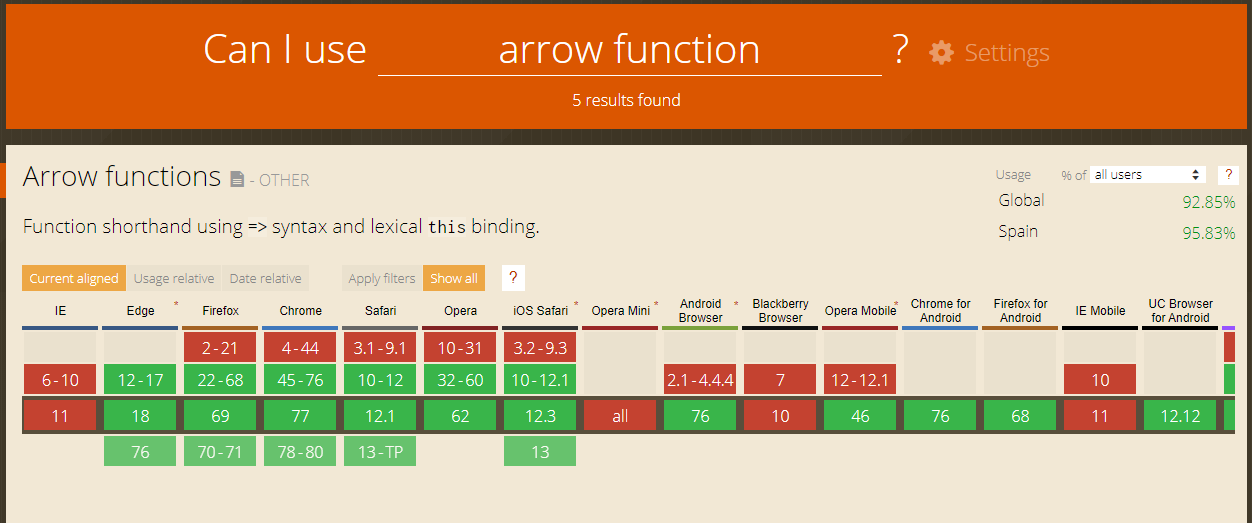 Can I use arrow function ? Settings
5 results found
Arrow functions - OTHER
Usage % of all users ?
Global 92.85%
Function shorthand using => syntax and lexical this binding.
Spain 95.83%
Current aligned Usage relative Date relative Apply filters Show all ?
IE Edge * Firefox Chrome Safari Opera iOS Safari * Opera Mini * Android Browser * Blackberry Browser Opera Mobile * Chrome for Android Firefox for Android IE Mobile UC Browser for Android
2-21 4-44 3.1-9.1 10-31 3.2-9.3
6-10 12-17 22-68 45-76 10-12 32-60 10-12.1 2.1-4.4.4 7 12-12.1 10
11 18 69 77 12.1 62 12.3 all 76 10 46 76 68 11 12.12
76 70-71 78-80 13-TP 13